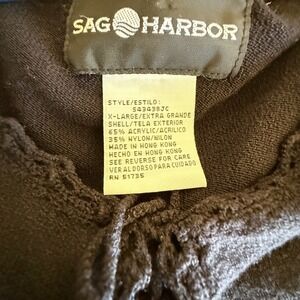 SAG HARBOR
STYLE/ESTILO:
543438JC
X-LARGE/EXTRA GRANDE
SHELL/TELA EXTERIOR
65% ACRYLIC/ACRILICO
35% NYLON/NILON
MADE IN HONG KONG
HECHO EN HONG KONG
SEE REVERSE FOR CARE
VER AL DORSO PARA CUIDADO
RN 51735